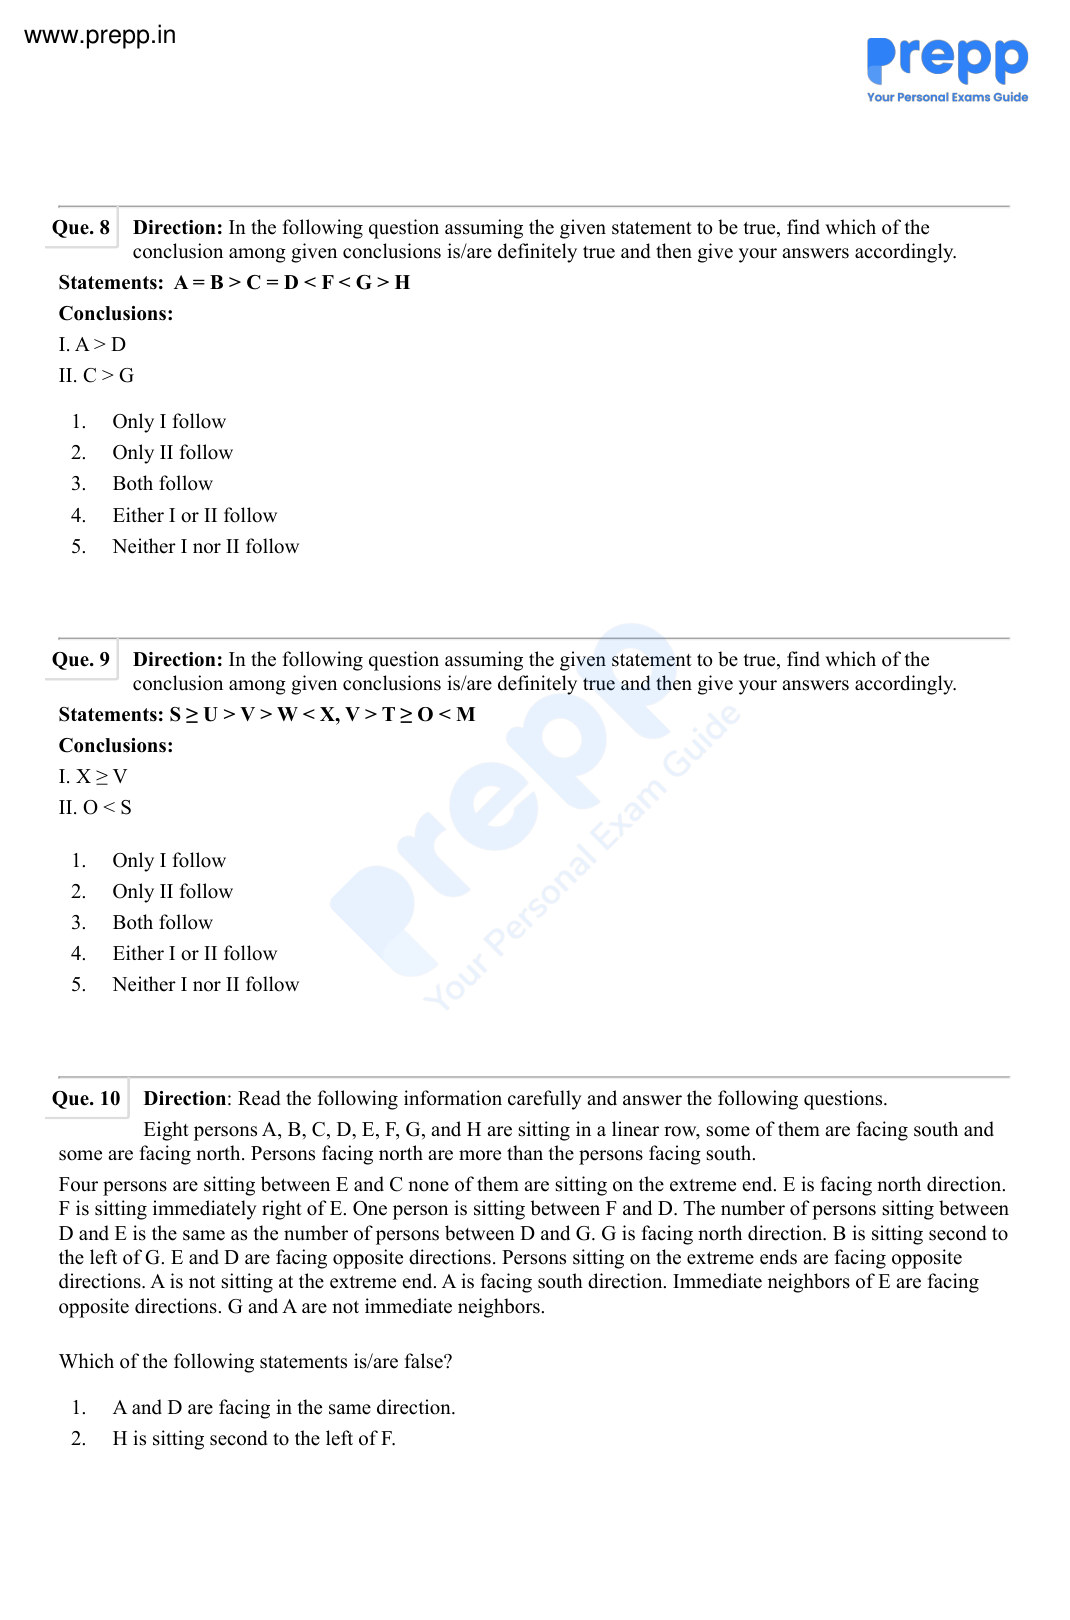 www.prepp.in
prepp
Your Personal Exams Guide
Que. 8 Direction: In the following question assuming the given statement to be true, find which of the
conclusion among given conclusions is/are definitely true and then give your answers accordingly.
Statements: A = B > C = D < F < G > H
Conclusions:
I. A > D
II. C > G
1. Only I follow
2. Only II follow
3. Both follow
4. Either I or II follow
5. Neither I nor II follow
Que. 9 Direction: In the following question assuming the given statement to be true, find which of the
conclusion among given conclusions is/are definitely true and then give your answers accordingly.
Statements: S ≥ U > V > W < X, V > T ≥ O < M
Conclusions:
I. X ≥ V
II. O < S
1. Only I follow
2. Only II follow
3. Both follow
4. Either I or II follow
5. Neither I nor II follow
prepp
Your Personal Exam Guide
Que. 10 Direction: Read the following information carefully and answer the following questions.
Eight persons A, B, C, D, E, F, G, and H are sitting in a linear row, some of them are facing south and
some are facing north. Persons facing north are more than the persons facing south.
Four persons are sitting between E and C none of them are sitting on the extreme end. E is facing north direction.
F is sitting immediately right of E. One person is sitting between F and D. The number of persons sitting between
D and E is the same as the number of persons between D and G. G is facing north direction. B is sitting second to
the left of G. E and D are facing opposite directions. Persons sitting on the extreme ends are facing opposite
directions. A is not sitting at the extreme end. A is facing south direction. Immediate neighbors of E are facing
opposite directions. G and A are not immediate neighbors.
Which of the following statements is/are false?
1. A and D are facing in the same direction.
2. H is sitting second to the left of F.